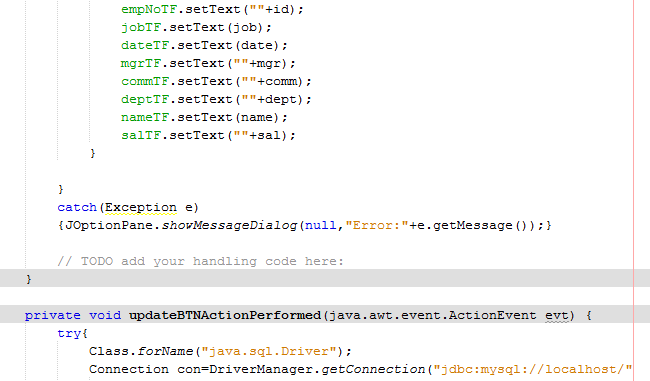 empNoTF.setText(""+id);
jobTF.setText(job);
dateTF.setText(date);
mgrTF.setText(""+mgr);
commTF.setText(""+comm);
deptTF.setText(""+dept);
nameTF.setText(name);
salTF.setText(""+sal);
}
}
catch(Exception e)
{JOptionPane.showMessageDialog(null,"Error:"+e.getMessage());}
// TODO add your handling code here:
}
private void updateBTNActionPerformed(java.awt.event.ActionEvent evt) {
try{
Class.forName("java.sql.Driver");
Connection con=DriverManager.getConnection("jdbc:mysql://localhost/"